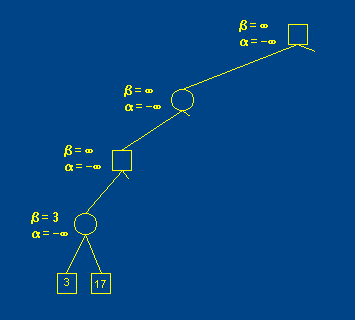 β = ∞
α = −∞
β = ∞
α = −∞
β = ∞
α = −∞
β = 3
α = −∞
3 17